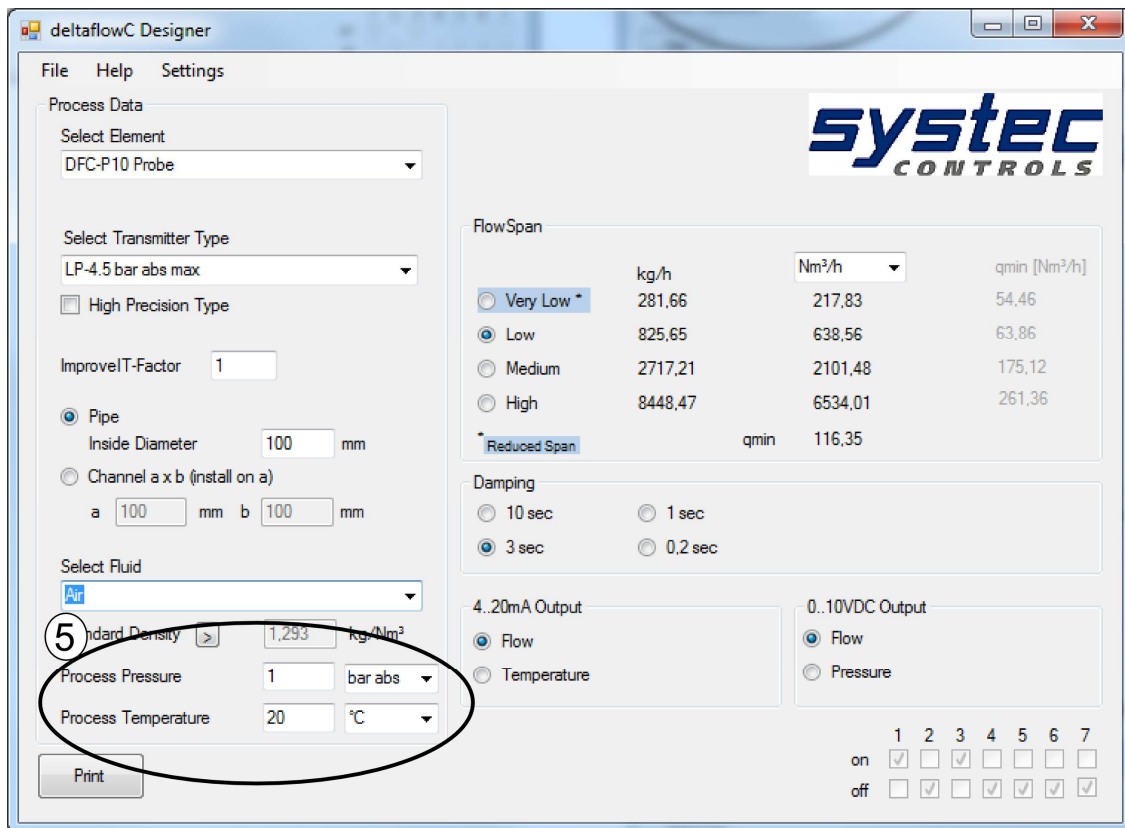 deltaflowC Designer
File Help Settings
Process Data
Select Element
DFC-P10 Probe
systec
CONTROLS
Select Transmitter Type
LP-4.5 bar abs max
High Precision Type
ImproveIT-Factor 1
Pipe
Inside Diameter 100 mm
Channel a x b (install on a)
a 100 mm b 100 mm
Select Fluid
Air
5
ndard Density > 1,293 kg/Nm³
Process Pressure 1 bar abs
Process Temperature 20 °C
Print
FlowSpan
kg/h Nm³/h qmin [Nm³/h]
Very Low * 281,66 217,83 54,46
Low 825,65 638,56 63,86
Medium 2717,21 2101,48 175,12
High 8448,47 6534,01 261,36
* Reduced Span qmin 116,35
Damping
10 sec 1 sec
3 sec 0,2 sec
4..20mA Output
Flow
Temperature
0..10VDC Output
Flow
Pressure
1 2 3 4 5 6 7
on
off